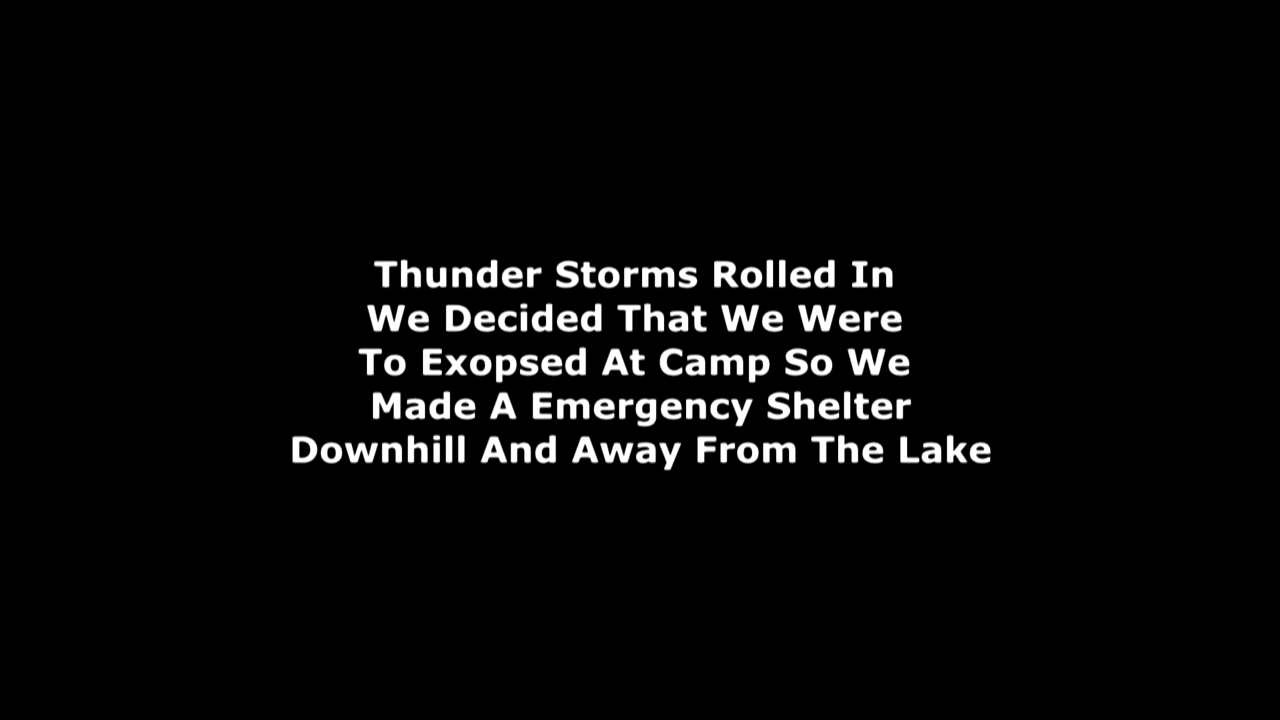 Thunder Storms Rolled In
We Decided That We Were
To Exopsed At Camp So We
Made A Emergency Shelter
Downhill And Away From The Lake